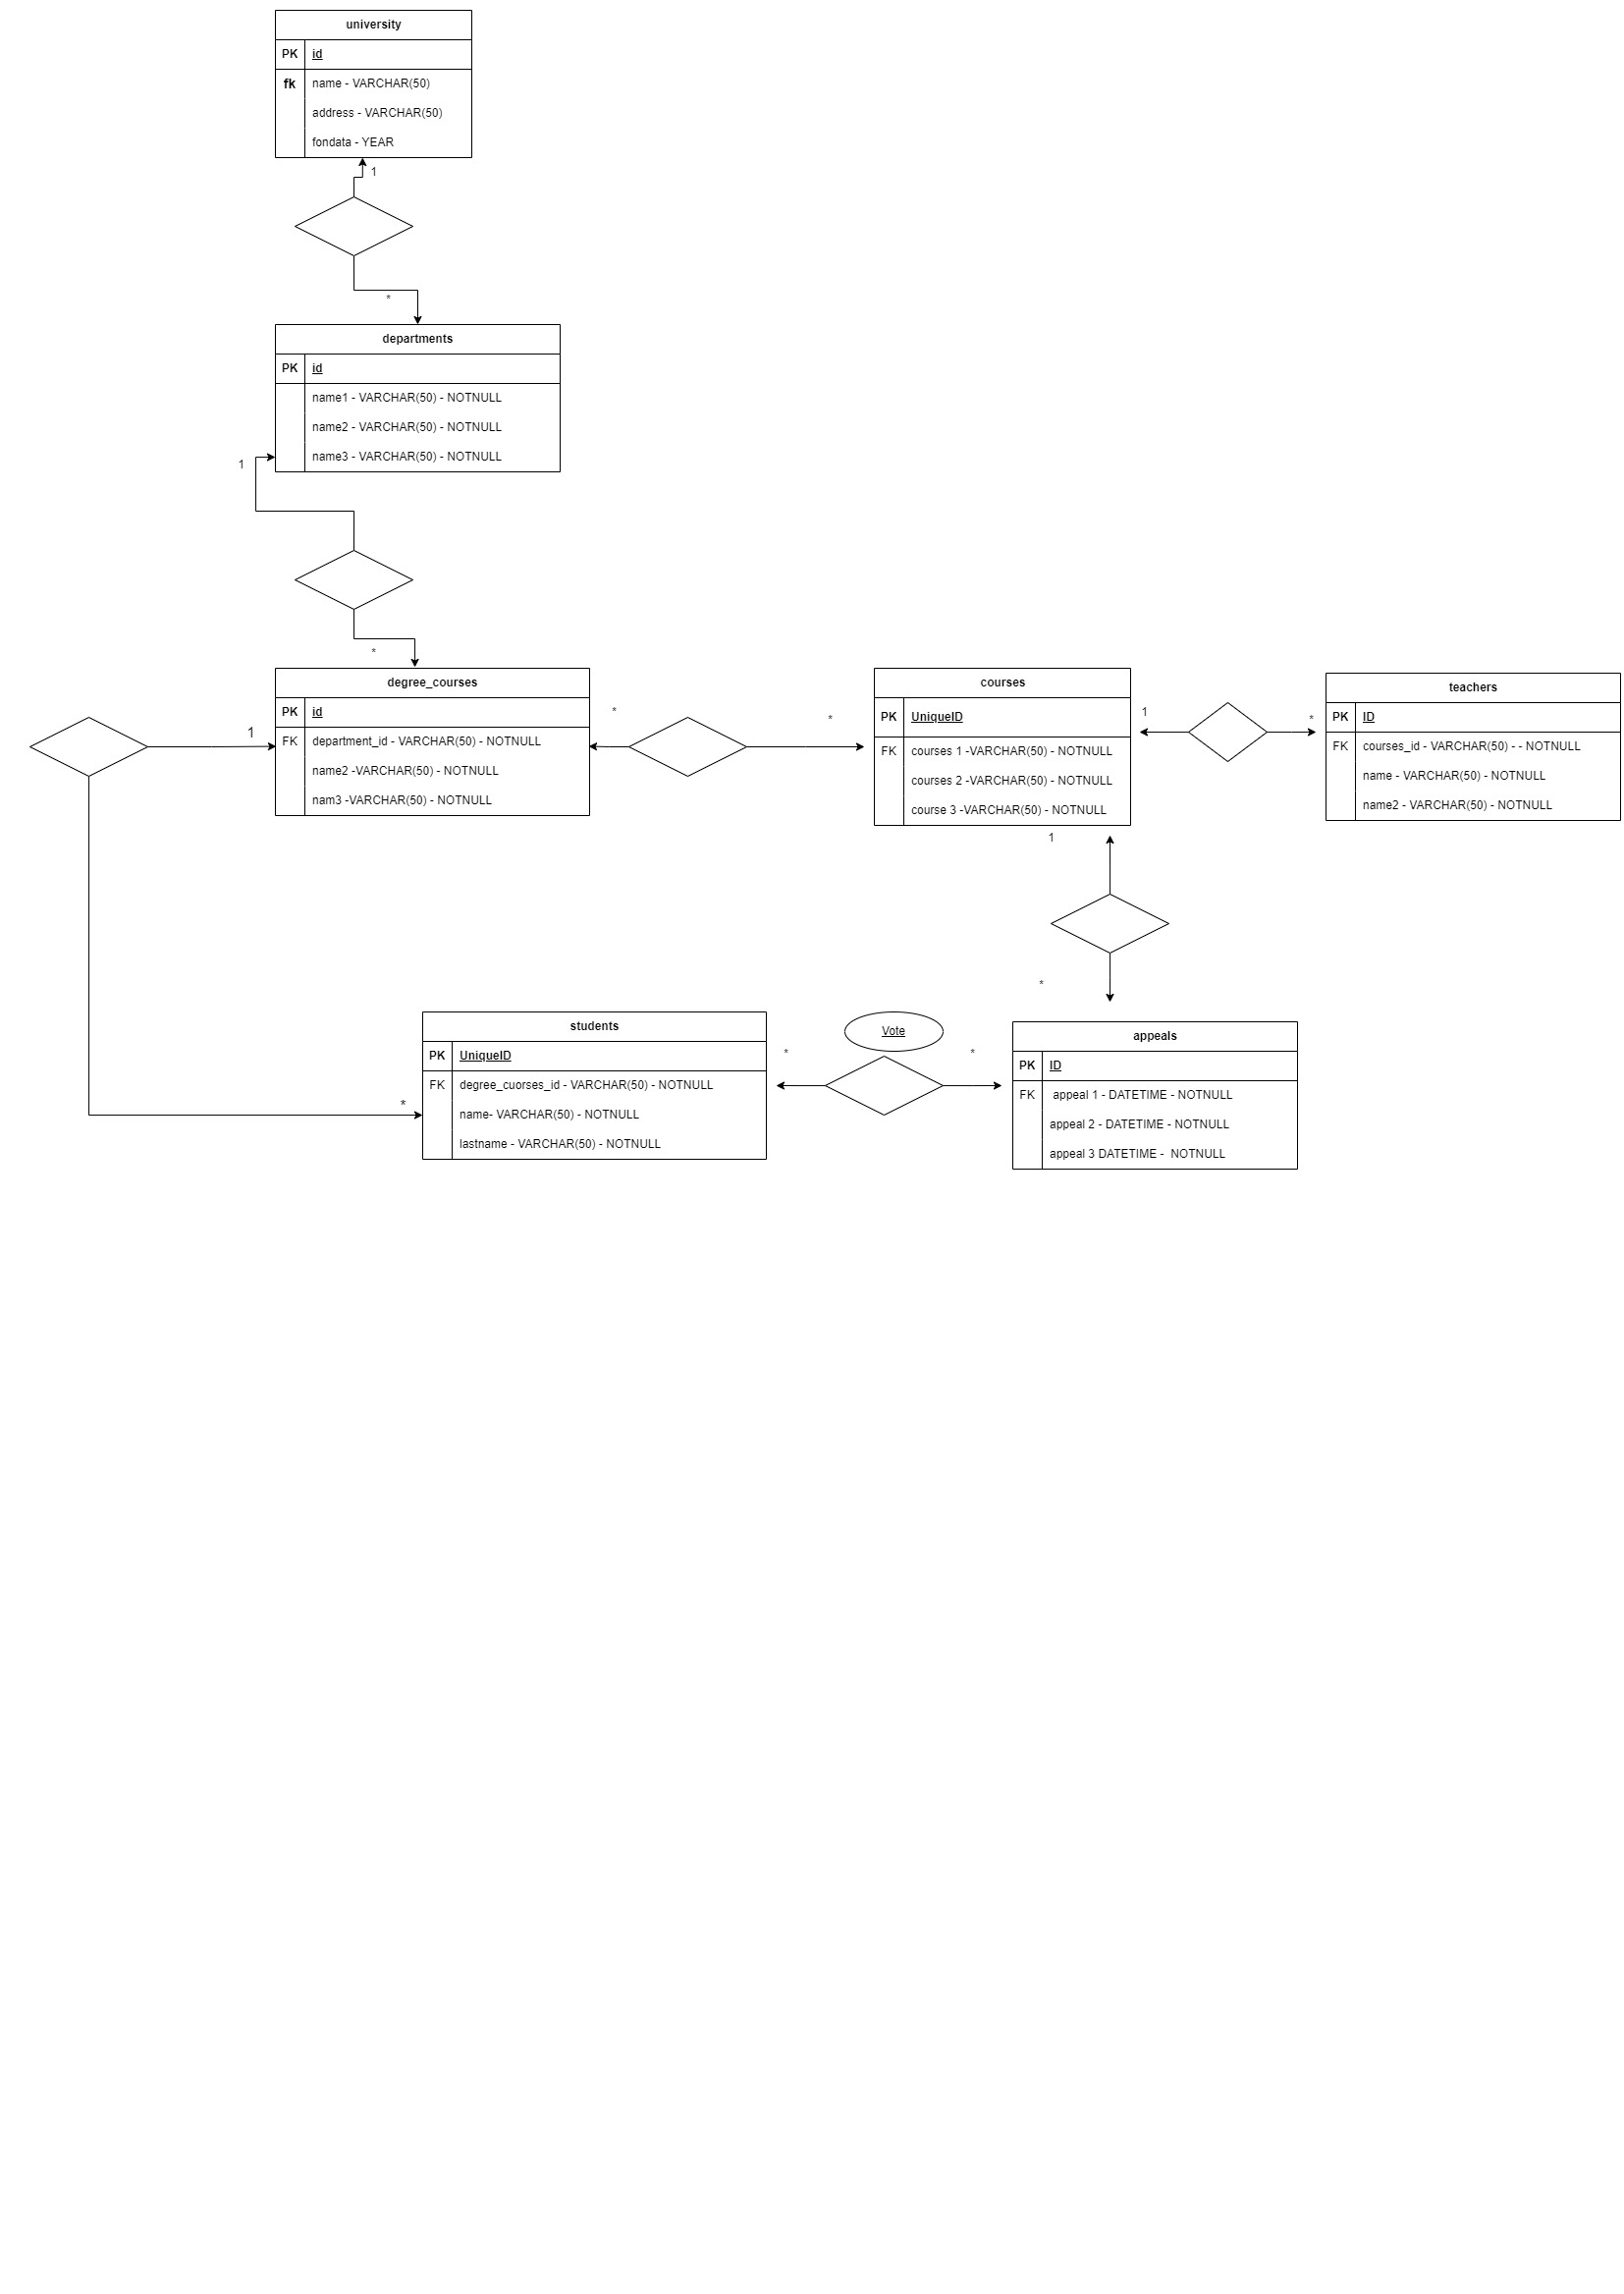 university
PK id
fk name - VARCHAR(50)
address - VARCHAR(50)
fondata - YEAR
1
*
departments
PK id
name1 - VARCHAR(50) - NOTNULL
name2 - VARCHAR(50) - NOTNULL
name3 - VARCHAR(50) - NOTNULL
1
*
degree_courses
PK id
FK department_id - VARCHAR(50) - NOTNULL
name2 -VARCHAR(50) - NOTNULL
nam3 -VARCHAR(50) - NOTNULL
1
*
*
courses
PK UniqueID
FK courses 1 -VARCHAR(50) - NOTNULL
courses 2 -VARCHAR(50) - NOTNULL
course 3 -VARCHAR(50) - NOTNULL
1
*
teachers
PK ID
FK courses_id - VARCHAR(50) - - NOTNULL
name - VARCHAR(50) - NOTNULL
name2 - VARCHAR(50) - NOTNULL
1
*
*
students
PK UniqueID
FK degree_cuorses_id - VARCHAR(50) - NOTNULL
name- VARCHAR(50) - NOTNULL
lastname - VARCHAR(50) - NOTNULL
*
Vote
*
appeals
PK ID
FK appeal 1 - DATETIME - NOTNULL
appeal 2 - DATETIME - NOTNULL
appeal 3 DATETIME - NOTNULL